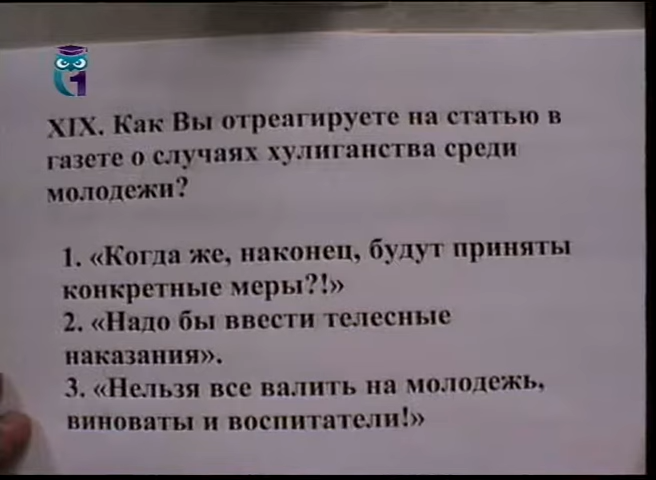 1
XIX. Как Вы отреагируете на статью в
газете о случаях хулиганства среди
молодежи?
1. «Когда же, наконец, будут приняты
конкретные меры?!»
2. «Надо бы ввести телесные
наказания».
3. «Нельзя все валить на молодежь,
виноваты и воспитатели!»